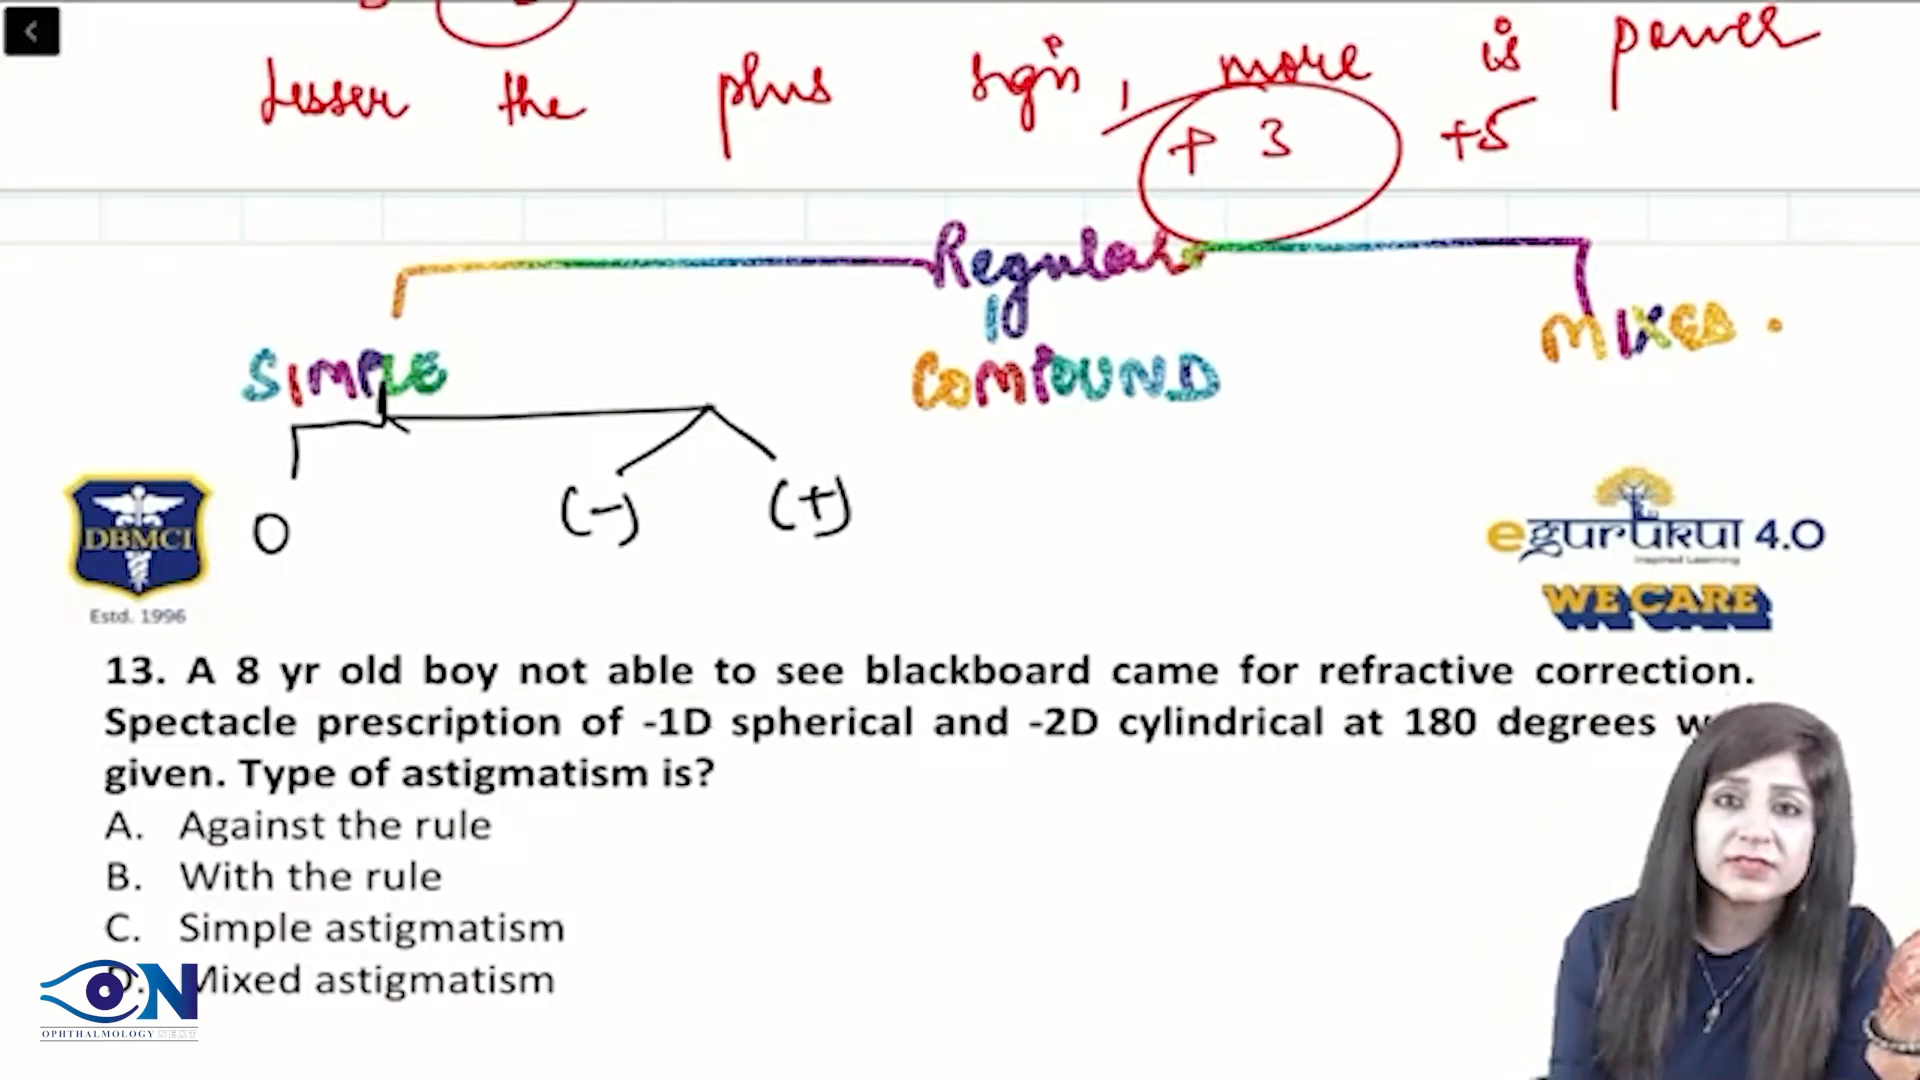 Lesser the plus sign, more is power
+3 +5
Regular
SIMPLE COMPOUND MIXED.
0 (-) (+)
DBMCI
Estd. 1996
eGURUKUL 4.0
Inspired Learning
WE CARE
13. A 8 yr old boy not able to see blackboard came for refractive correction.
Spectacle prescription of -1D spherical and -2D cylindrical at 180 degrees
given. Type of astigmatism is?
A. Against the rule
B. With the rule
C. Simple astigmatism
D. Mixed astigmatism
ON
OPHTHALMOLOGY NEXT